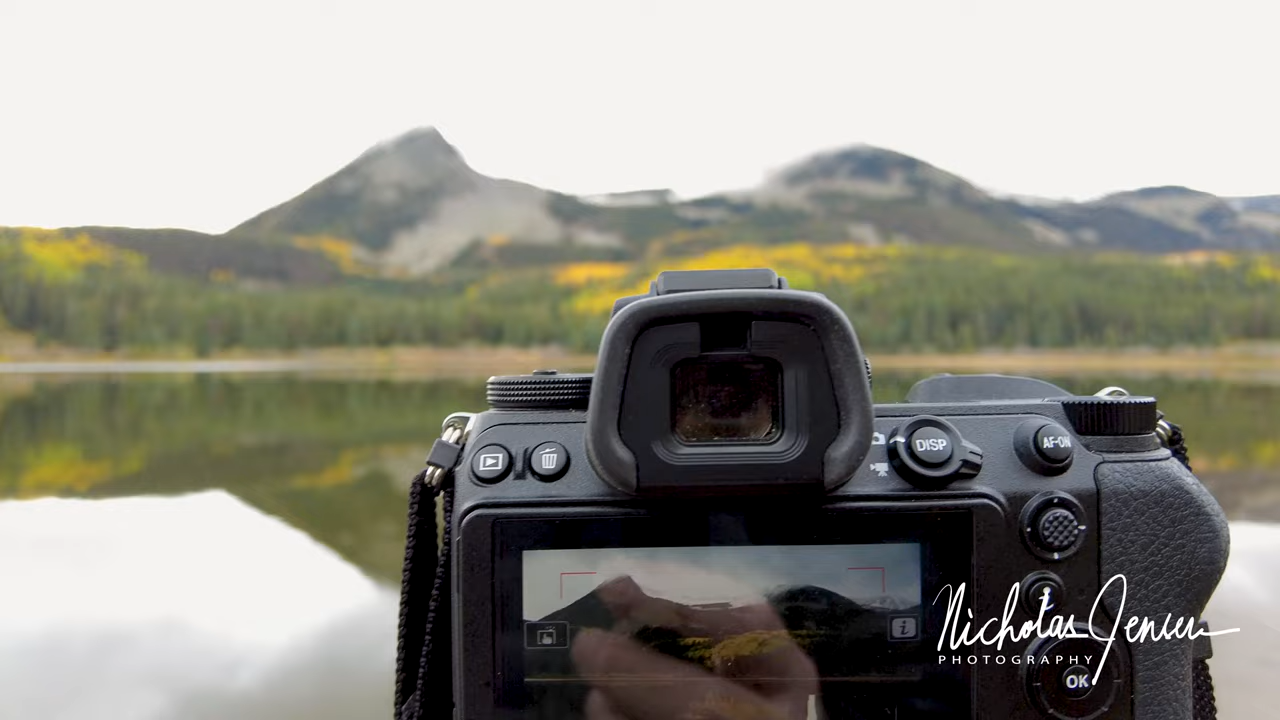 DISP
AF-ON
i
i
Nicholas Jensen
PHOTOGRAPHY
OK